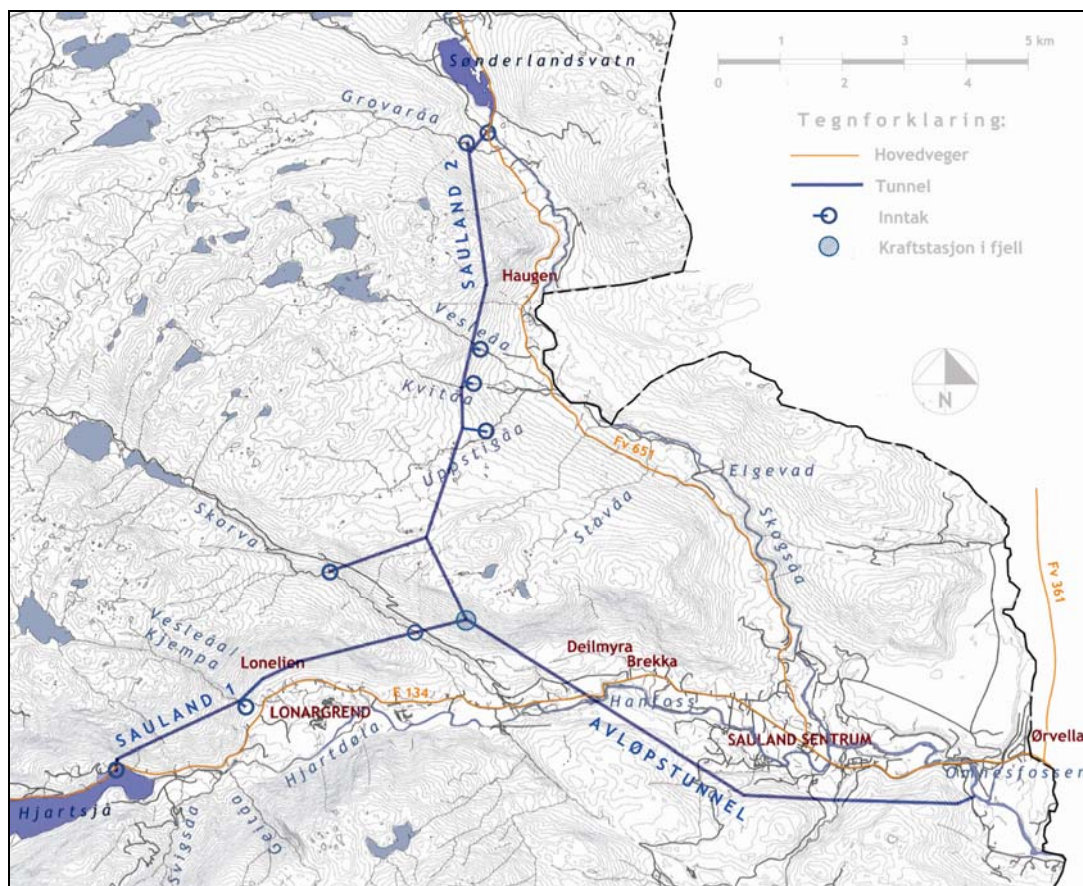 Sønderlandsvatn
1 3 5 km
0 2 4
Grovaråa
Tegnforklaring:
Hovedveger
Tunnel
Inntak
Kraftstasjon i fjell
SAULAND 2
Haugen
Vesleåa
Kvitåa
N
Uppstigåa
Fv 651
Elgevad
Skorva
Ståvåa
Skogsåa
Fv 361
Vesleåa/
Kjempa
Lonelien
Deilmyra
Brekka
SAULAND 1
E 134
LONARGREND
Hanfoss
Hjartdøla
AVLØPSTUNNEL
SAULAND SENTRUM
Ørvella
Omnesfossen
Hjartsjå
Svigsåa
Geitåa